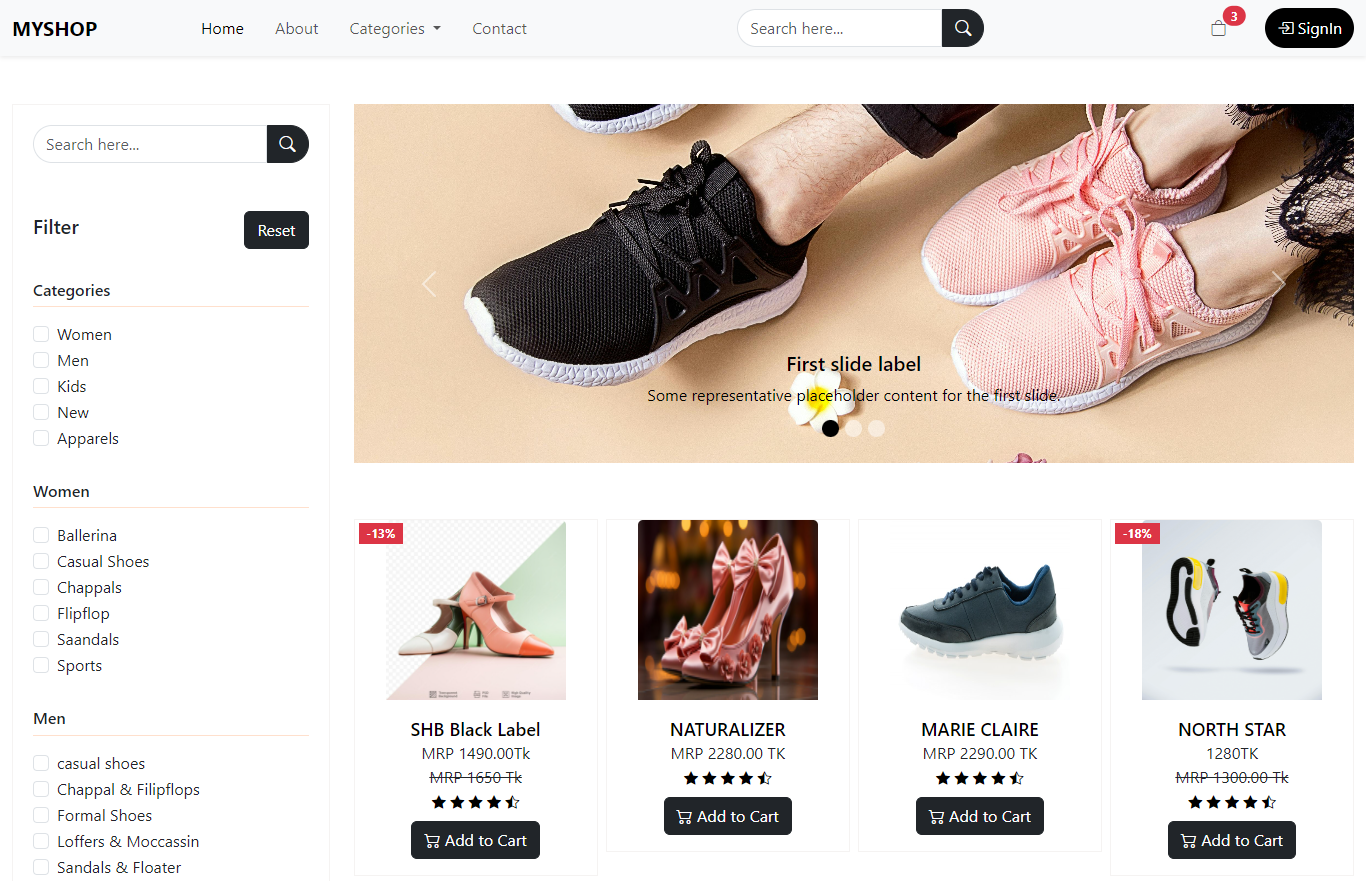 MYSHOP
Home
About
Categories
Contact
Search here...
3
SignIn
Search here...
Filter
Reset
Categories
Women
Men
Kids
New
Apparels
Women
Ballerina
Casual Shoes
Chappals
Flipflop
Saandals
Sports
Men
casual shoes
Chappal & Filipflops
Formal Shoes
Loffers & Moccassin
Sandals & Floater
First slide label
Some representative placeholder content for the first slide.
-13%
SHB Black Label
MRP 1490.00Tk
MRP 1650 Tk
Add to Cart
NATURALIZER
MRP 2280.00 TK
Add to Cart
MARIE CLAIRE
MRP 2290.00 TK
Add to Cart
-18%
NORTH STAR
1280TK
MRP 1300.00 Tk
Add to Cart